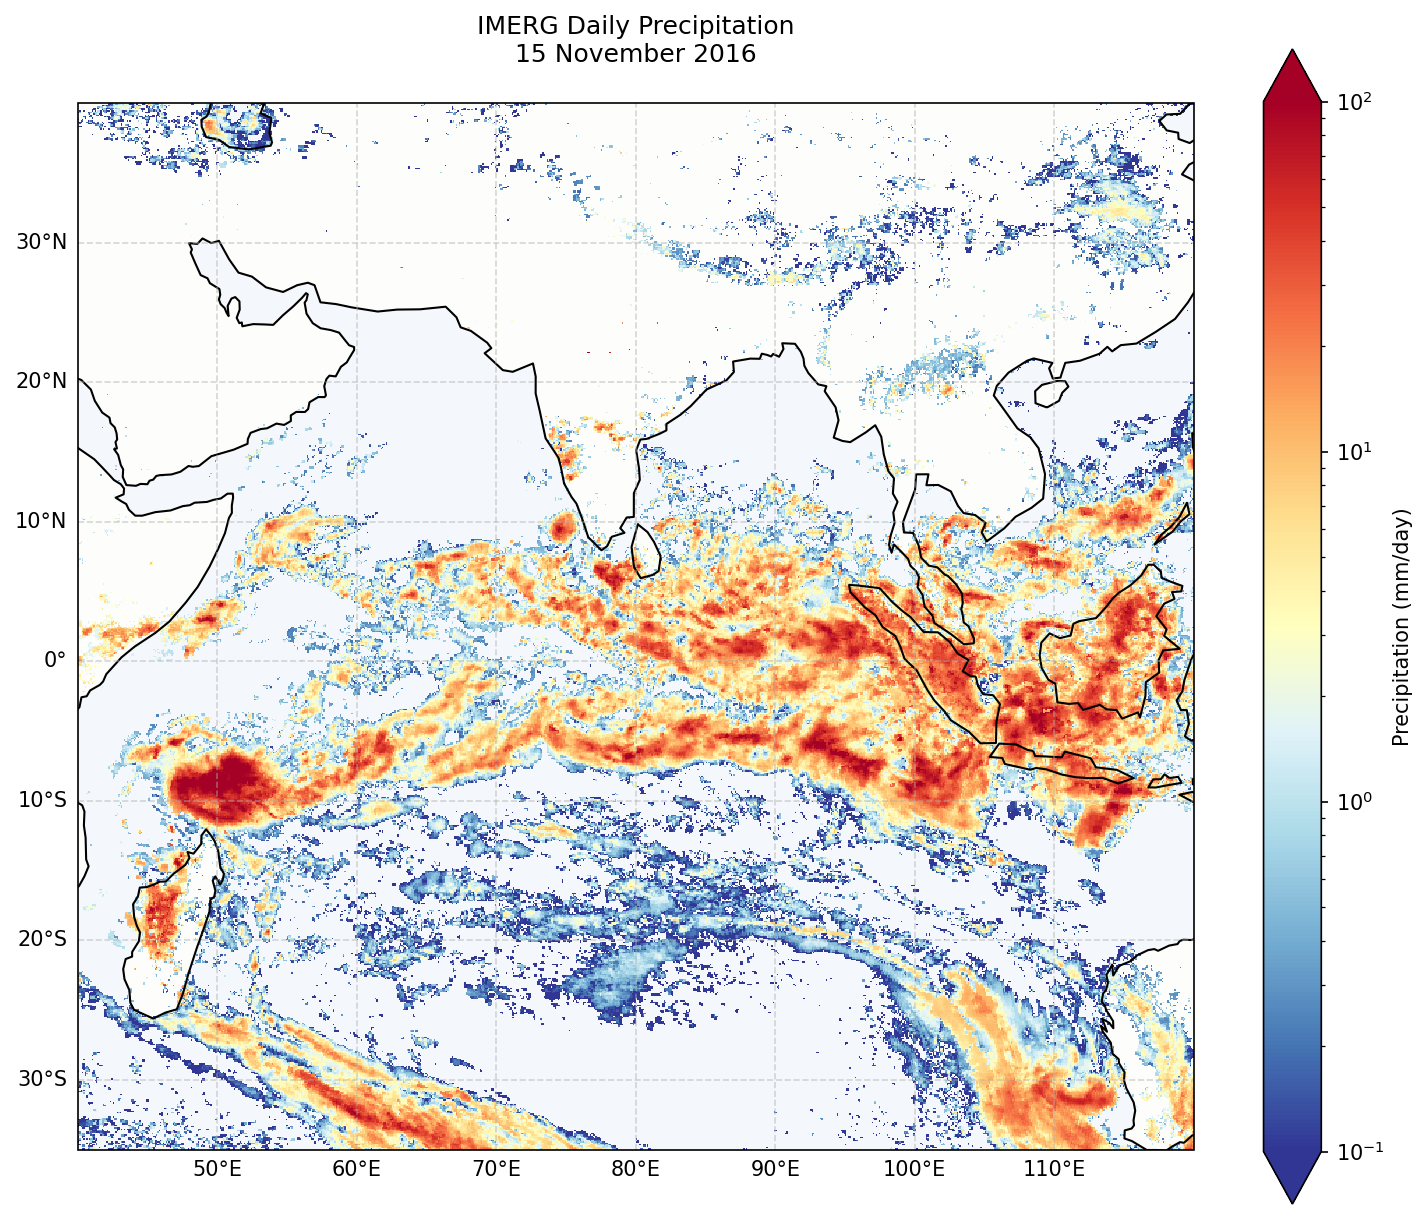 IMERG Daily Precipitation
15 November 2016
30°N
20°N
10°N
0°
10°S
20°S
30°S
50°E
60°E
70°E
80°E
90°E
100°E
110°E
10²
10¹
10⁰
10⁻¹
Precipitation (mm/day)